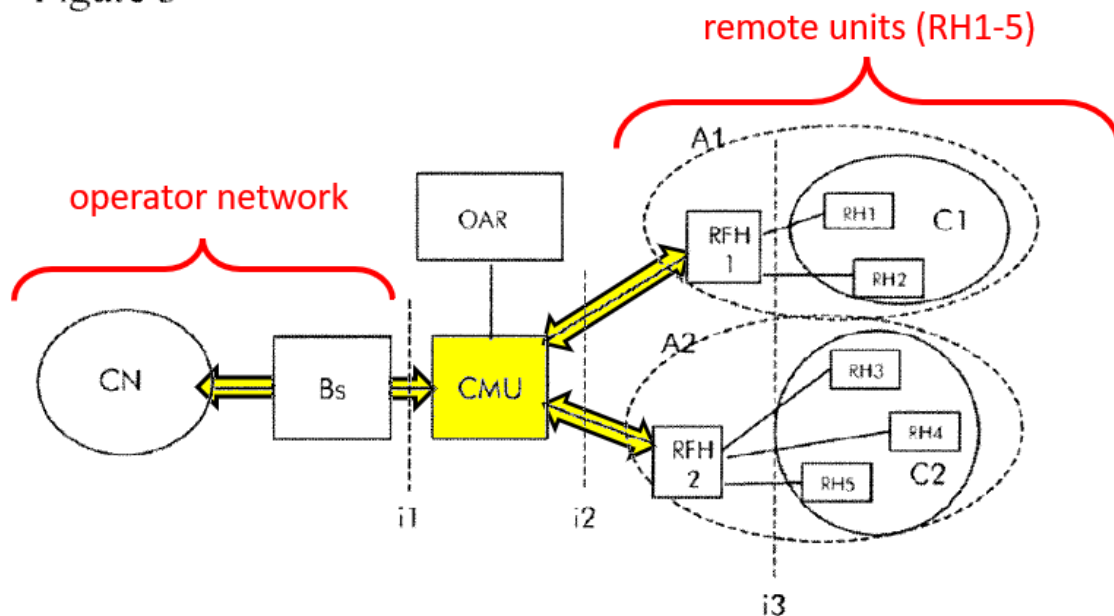 remote units (RH1-5)
operator network
A1
OAR
RFH
1
RH1
C1
RH2
A2
CN
Bs
CMU
RH3
RFH
2
RH4
RH5
C2
i1
i2
i3